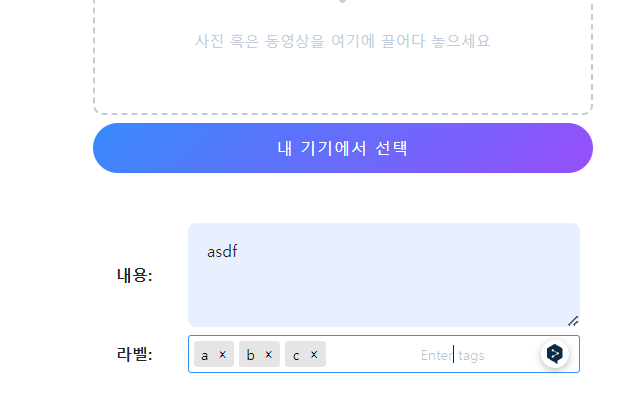 사진 혹은 동영상을 여기에 끌어다 놓으세요
내 기기에서 선택
내용:
asdf
라벨:
a × b × c × Enter tags